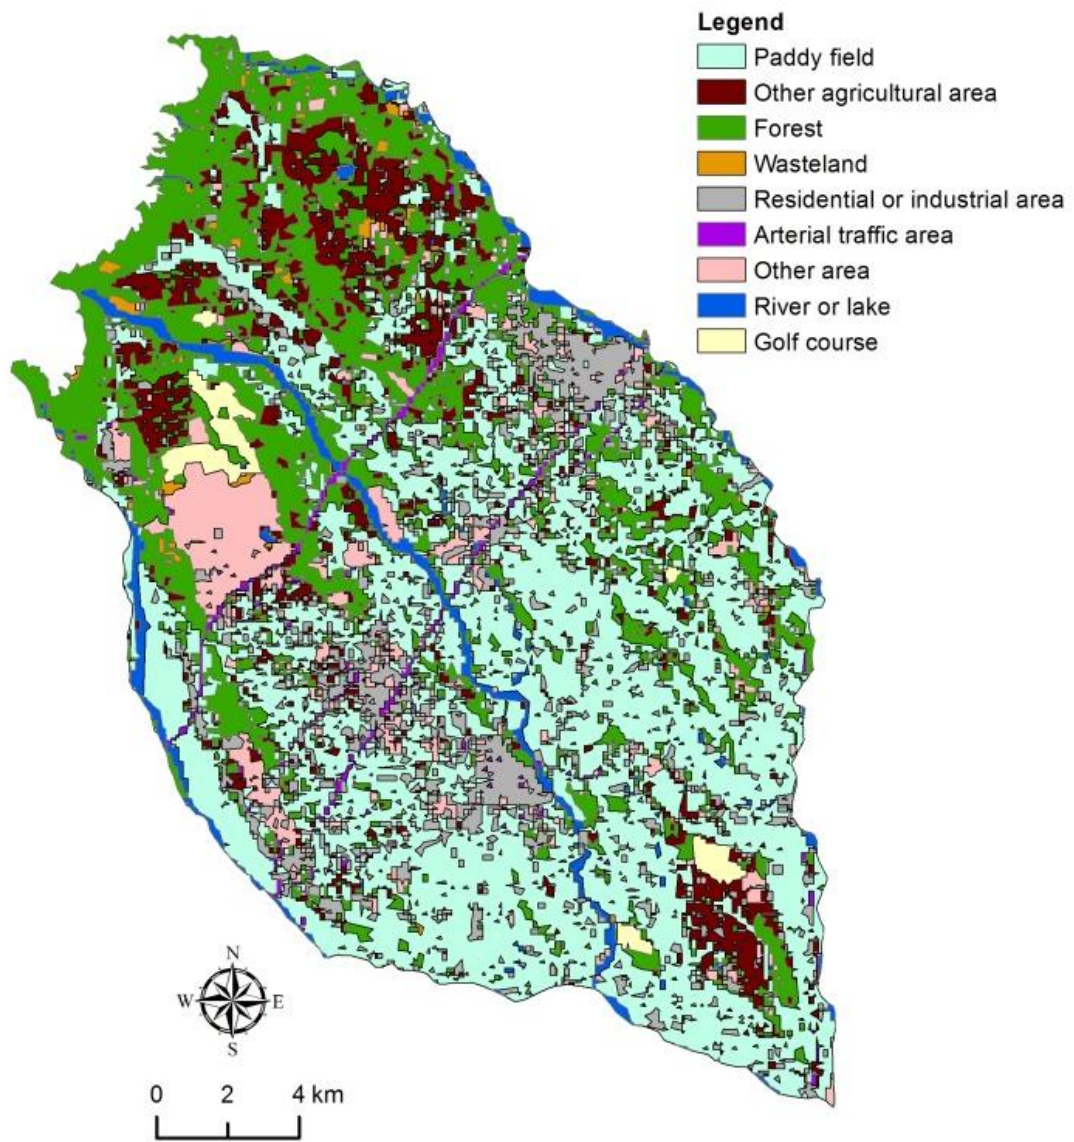 Legend
Paddy field
Other agricultural area
Forest
Wasteland
Residential or industrial area
Arterial traffic area
Other area
River or lake
Golf course
N
W E
S
0 2 4 km